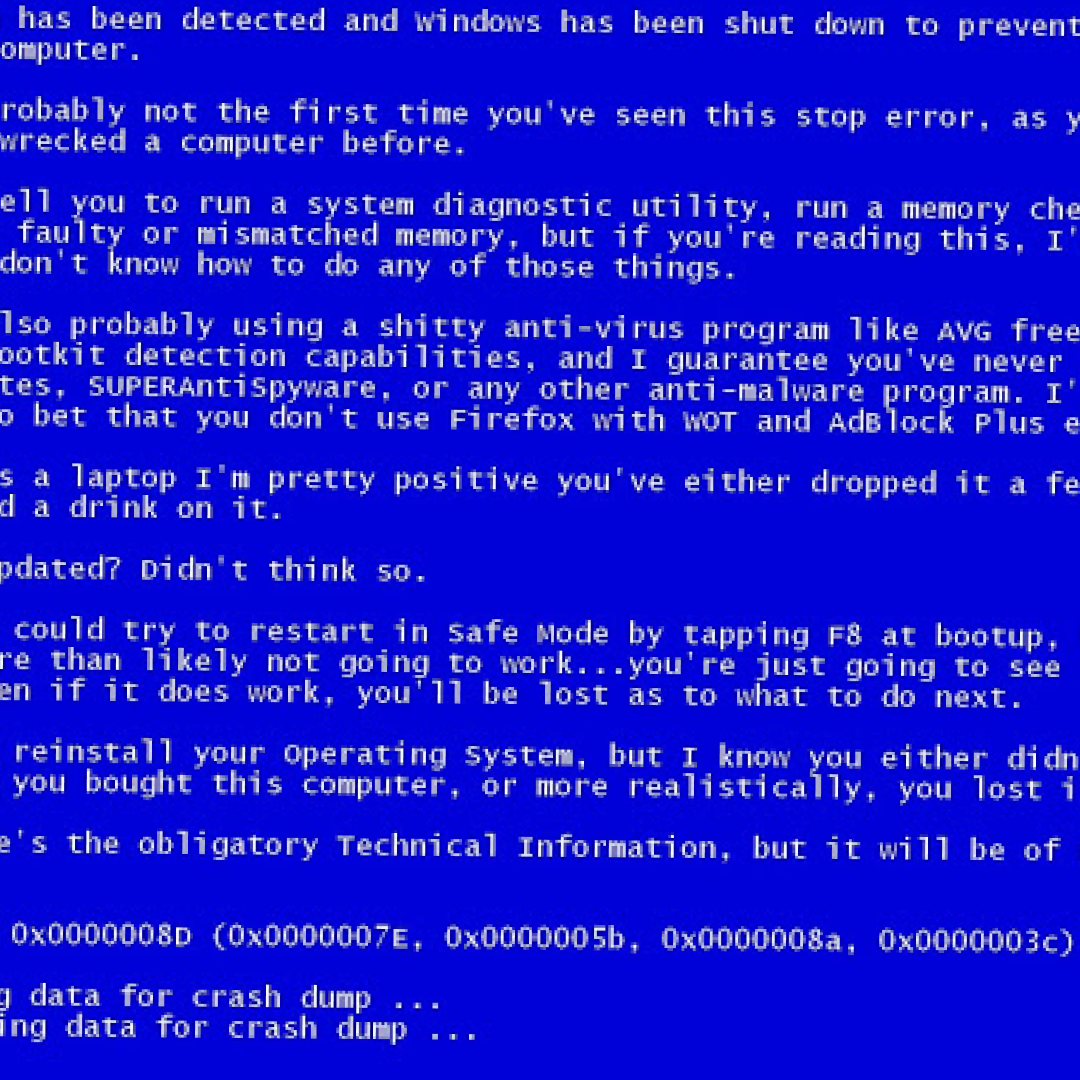 has been detected and Windows has been shut down to prevent
omputer.
robably not the first time you've seen this stop error, as y
wrecked a computer before.
ell you to run a system diagnostic utility, run a memory che
faulty or mismatched memory, but if you're reading this, I'
don't know how to do any of those things.
lso probably using a shitty anti-virus program like AVG free
ootkit detection capabilities, and I guarantee you've never
tes, SUPERAntiSpyware, or any other anti-malware program. I'
o bet that you don't use Firefox with WOT and AdBlock Plus e
s a laptop I'm pretty positive you've either dropped it a fe
d a drink on it.
pdated? Didn't think so.
could try to restart in Safe Mode by tapping F8 at bootup,
re than likely not going to work...you're just going to see
en if it does work, you'll be lost as to what to do next.
reinstall your Operating System, but I know you either didn
you bought this computer, or more realistically, you lost i
e's the obligatory Technical Information, but it will be of
0x0000008D (0x0000007E, 0x0000005b, 0x0000008a, 0x0000003c)
g data for crash dump ...
ing data for crash dump ...